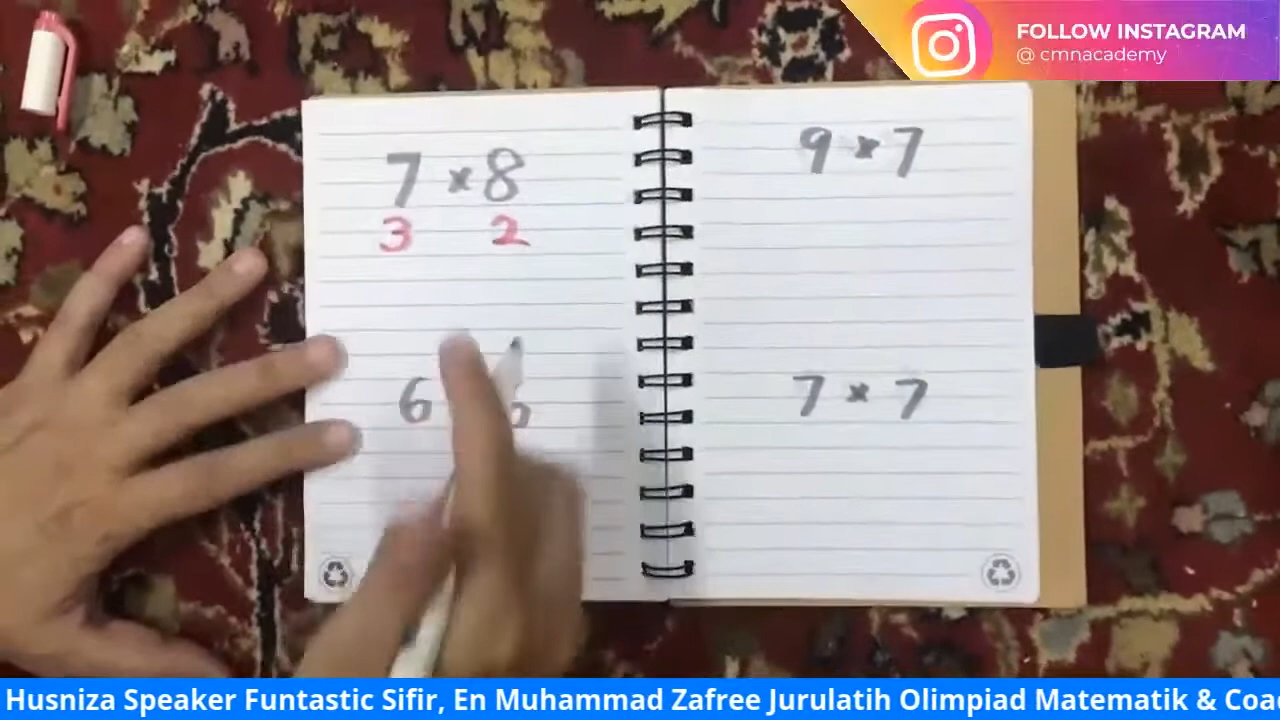 FOLLOW INSTAGRAM
@ cmnacademy
7 × 8
3 2
6
9 × 7
7 × 7
Husniza Speaker Funtastic Sifir, En Muhammad Zafree Jurulatih Olimpiad Matematik &